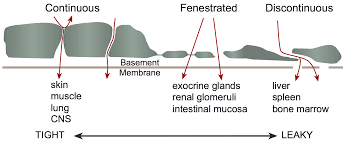 Continuous Fenestrated Discontinuous
Basement
Membrane
skin
muscle
lung
CNS
exocrine glands
renal glomeruli
intestinal mucosa
liver
spleen
bone marrow
TIGHT LEAKY